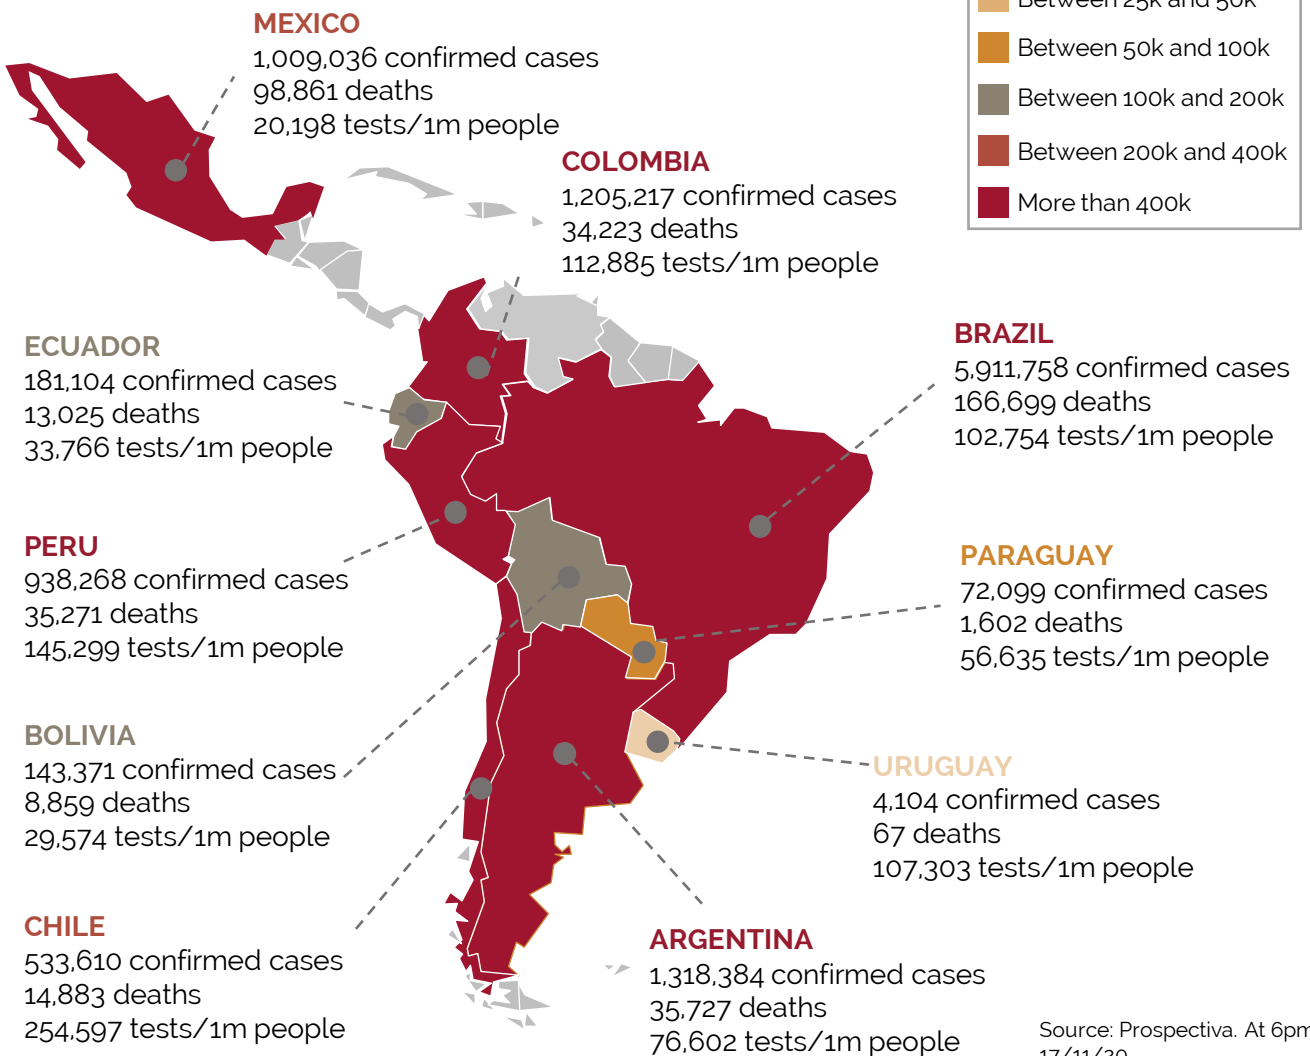 MEXICO
1,009,036 confirmed cases
98,861 deaths
20,198 tests/1m people
Between 25k and 50k
Between 50k and 100k
Between 100k and 200k
Between 200k and 400k
More than 400k
COLOMBIA
1,205,217 confirmed cases
34,223 deaths
112,885 tests/1m people
ECUADOR
181,104 confirmed cases
13,025 deaths
33,766 tests/1m people
BRAZIL
5,911,758 confirmed cases
166,699 deaths
102,754 tests/1m people
PERU
938,268 confirmed cases
35,271 deaths
145,299 tests/1m people
PARAGUAY
72,099 confirmed cases
1,602 deaths
56,635 tests/1m people
BOLIVIA
143,371 confirmed cases
8,859 deaths
29,574 tests/1m people
URUGUAY
4,104 confirmed cases
67 deaths
107,303 tests/1m people
CHILE
533,610 confirmed cases
14,883 deaths
254,597 tests/1m people
ARGENTINA
1,318,384 confirmed cases
35,727 deaths
76,602 tests/1m people
Source: Prospectiva. At 6pm
17/11/20